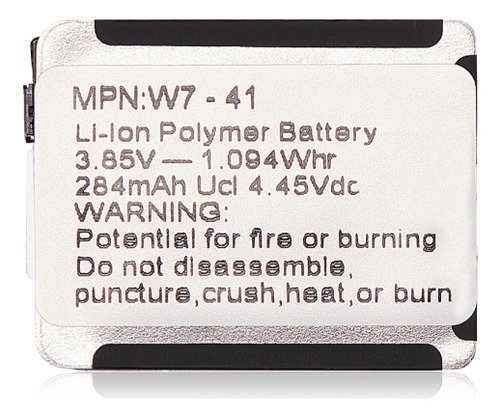 MPN:W7 - 41
Li-Ion Polymer Battery
3.85V — 1.094Whr
284mAh Ucl 4.45Vdc
WARNING:
Potential for fire or burning
Do not disassemble,
puncture,crush,heat,or burn